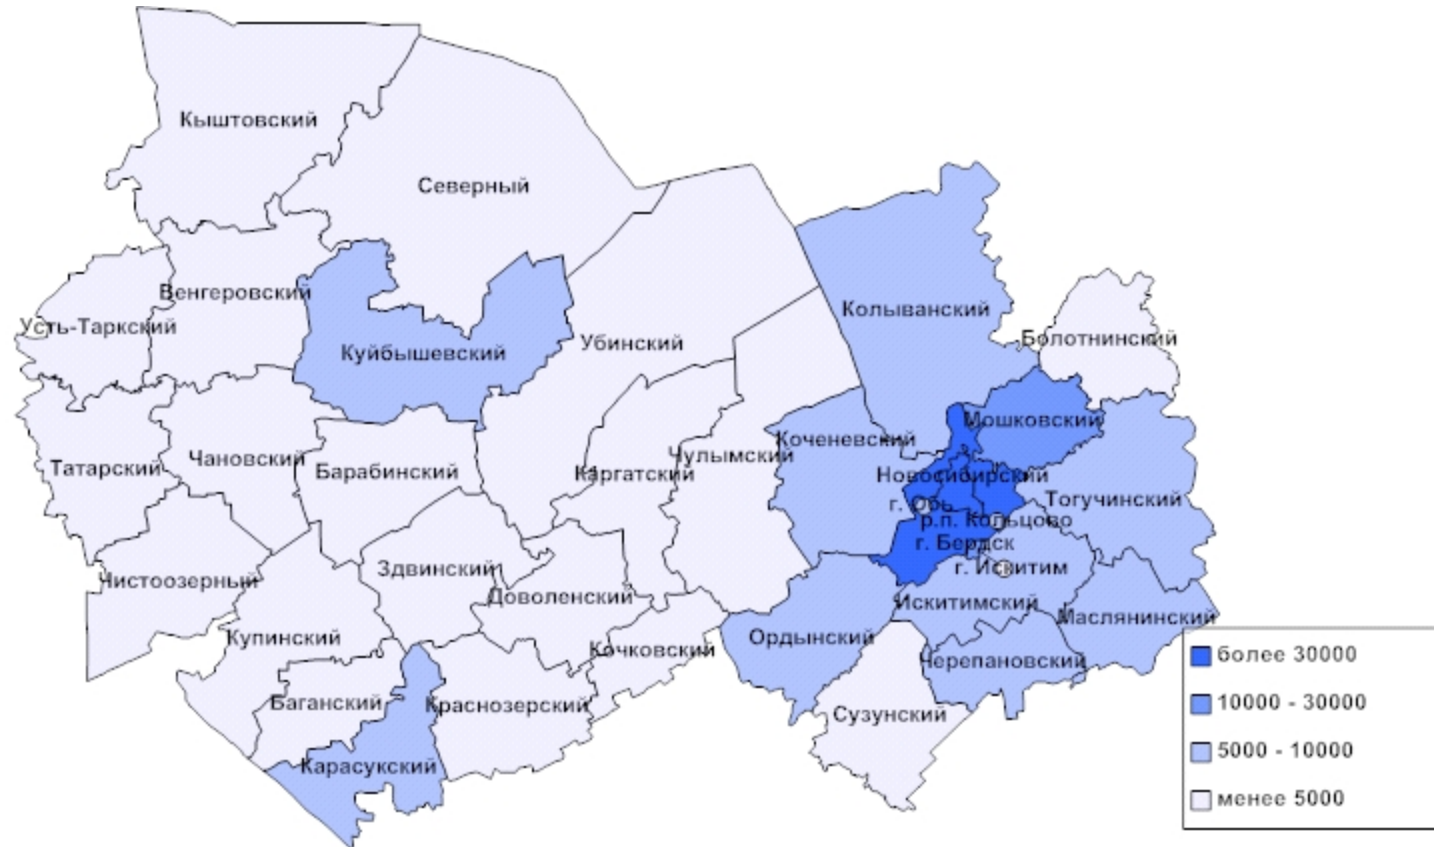 Кыштовский
Северный
Венгеровский
Усть-Таркский
Колыванский
Болотнинский
Убинский
Куйбышевский
Мошковский
Коченевский
Чулымский
Чановский
Татарский
Барабинский
Каргатский
Новосибирский
Тогучинский
г. Обь
р.п. Кольцово
г. Бердск
г. Искитим
Здвинский
Чистоозерный
Доволенский
Искитимский
Маслянинский
Купинский
Ордынский
Кочковский
Черепановский
Баганский
Краснозерский
Сузунский
Карасукский
более 30000
10000 - 30000
5000 - 10000
менее 5000